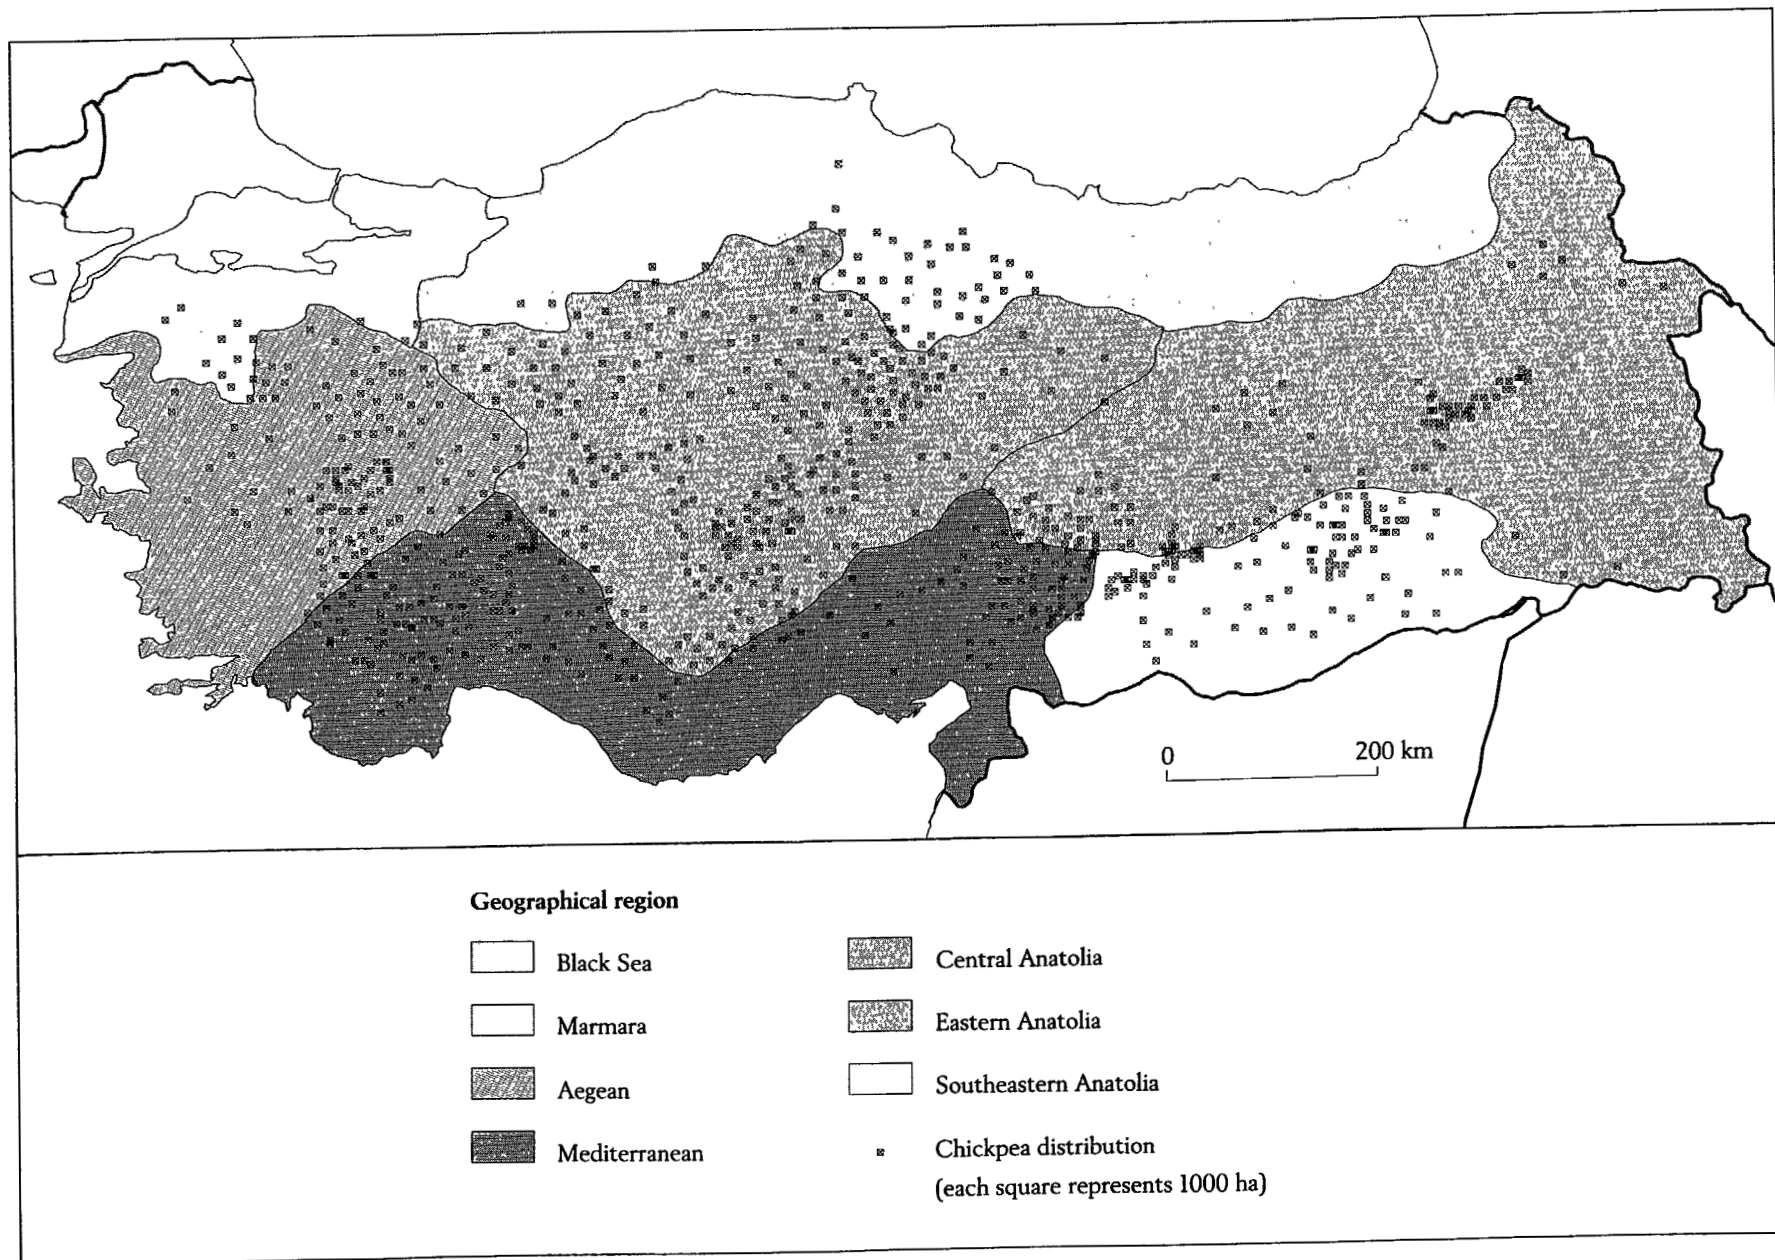 0
200 km
Geographical region
Black Sea
Marmara
Aegean
Mediterranean
Central Anatolia
Eastern Anatolia
Southeastern Anatolia
Chickpea distribution
(each square represents 1000 ha)